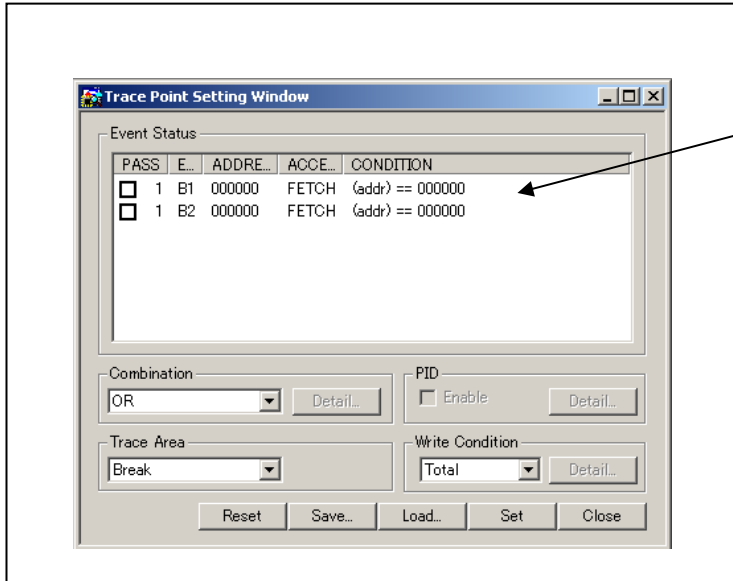 Trace Point Setting Window
Event Status
PASS E... ADDRE... ACCE... CONDITION
1 B1 000000 FETCH (addr) == 000000
1 B2 000000 FETCH (addr) == 000000
Combination
OR Detail...
PID
Enable Detail...
Trace Area
Break
Write Condition
Total Detail...
Reset Save... Load... Set Close